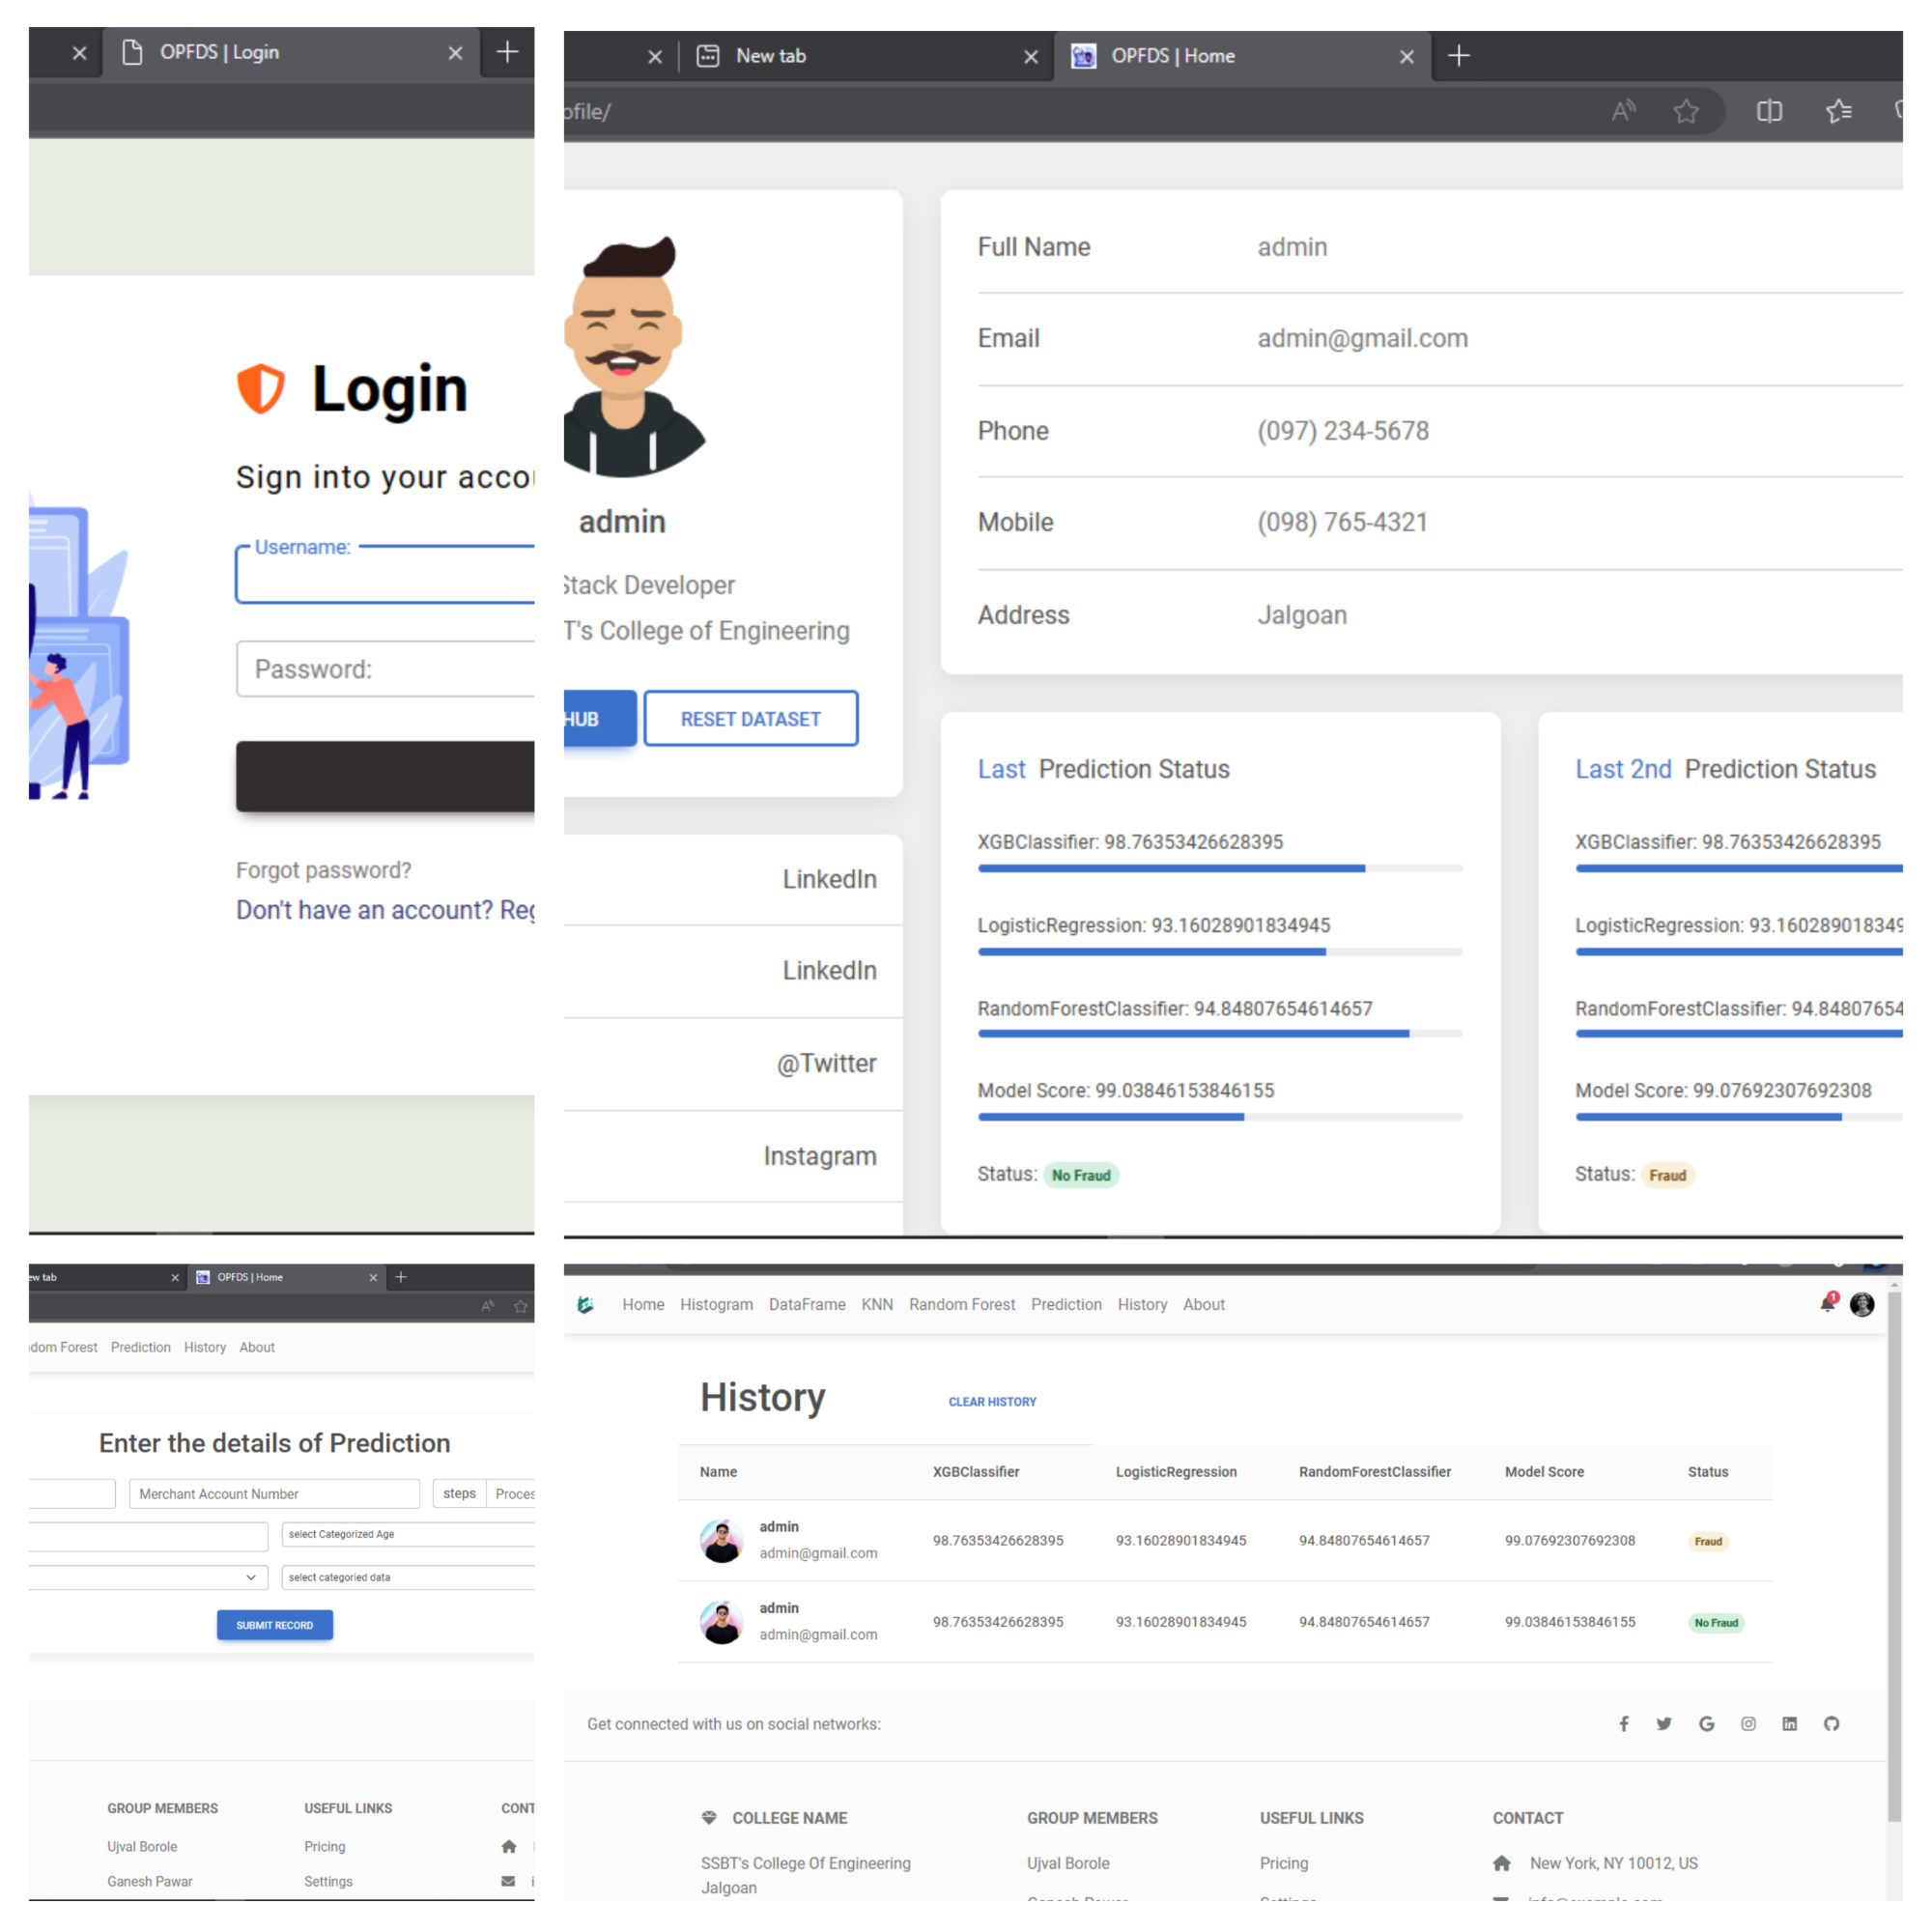 OPFDS | Login
Login
Sign into your
Username:
Password:
Forgot password?
Don't have an account?
New tab
OPFDS | Home
ofile/
admin
Stack Developer
T's College of Engineering
HUB
RESET DATASET
LinkedIn
LinkedIn
@Twitter
Instagram
Full Name admin
Email admin@gmail.com
Phone (097) 234-5678
Mobile (098) 765-4321
Address Jalgoan
Last Prediction Status
XGBClassifier: 98.76353426628395
LogisticRegression: 93.16028901834945
RandomForestClassifier: 94.84807654614657
Model Score: 99.03846153846155
Status: No Fraud
Last 2nd Prediction Status
XGBClassifier: 98.76353426628395
LogisticRegression: 93.160289018349
RandomForestClassifier: 94.84807654
Model Score: 99.07692307692308
Status: Fraud
ew tab
OPFDS | Home
dom Forest Prediction History About
Enter the details of Prediction
Merchant Account Number
steps Proces
select Categorized Age
select categoried data
SUBMIT RECORD
GROUP MEMBERS USEFUL LINKS CONT
Ujval Borole Pricing
Ganesh Pawar Settings
Home Histogram DataFrame KNN Random Forest Prediction History About
1
History
CLEAR HISTORY
Name XGBClassifier LogisticRegression RandomForestClassifier Model Score Status
admin
admin@gmail.com
98.76353426628395 93.16028901834945 94.84807654614657 99.07692307692308 Fraud
admin
admin@gmail.com
98.76353426628395 93.16028901834945 94.84807654614657 99.03846153846155 No Fraud
Get connected with us on social networks:
COLLEGE NAME GROUP MEMBERS USEFUL LINKS CONTACT
SSBT's College Of Engineering
Jalgoan
Ujval Borole
Pricing
New York, NY 10012, US